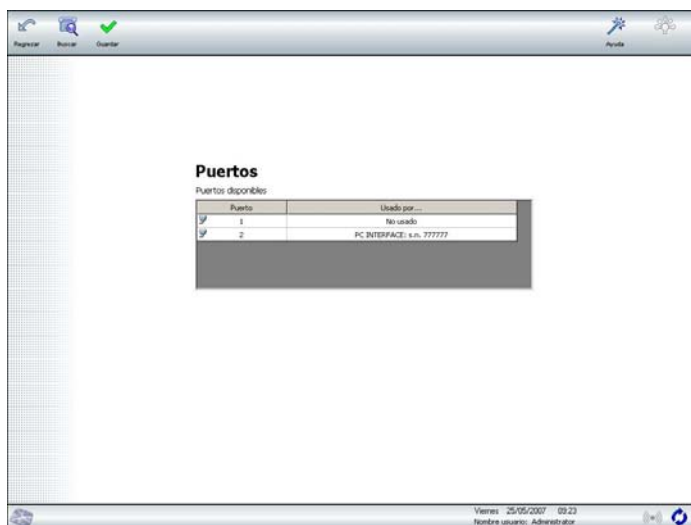 Regresar Buscar Guardar Ayuda
Puertos
Puertos disponibles
Puerto Usado por...
1 No usado
2 PC INTERFACE: s.n. 777777
Viernes 25/05/2007 09.23
Nombre usuario: Administrator